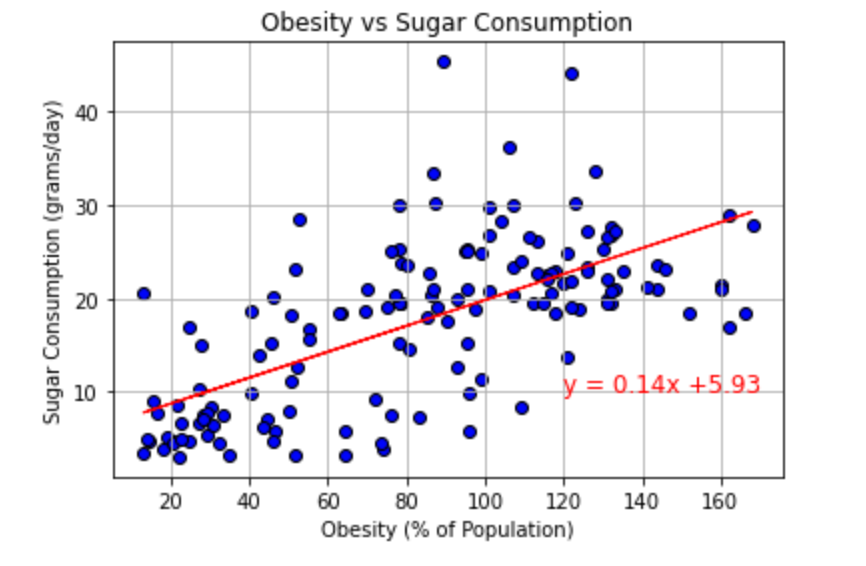 Obesity vs Sugar Consumption
Sugar Consumption (grams/day)
40
30
20
10
y = 0.14x +5.93
20 40 60 80 100 120 140 160
Obesity (% of Population)